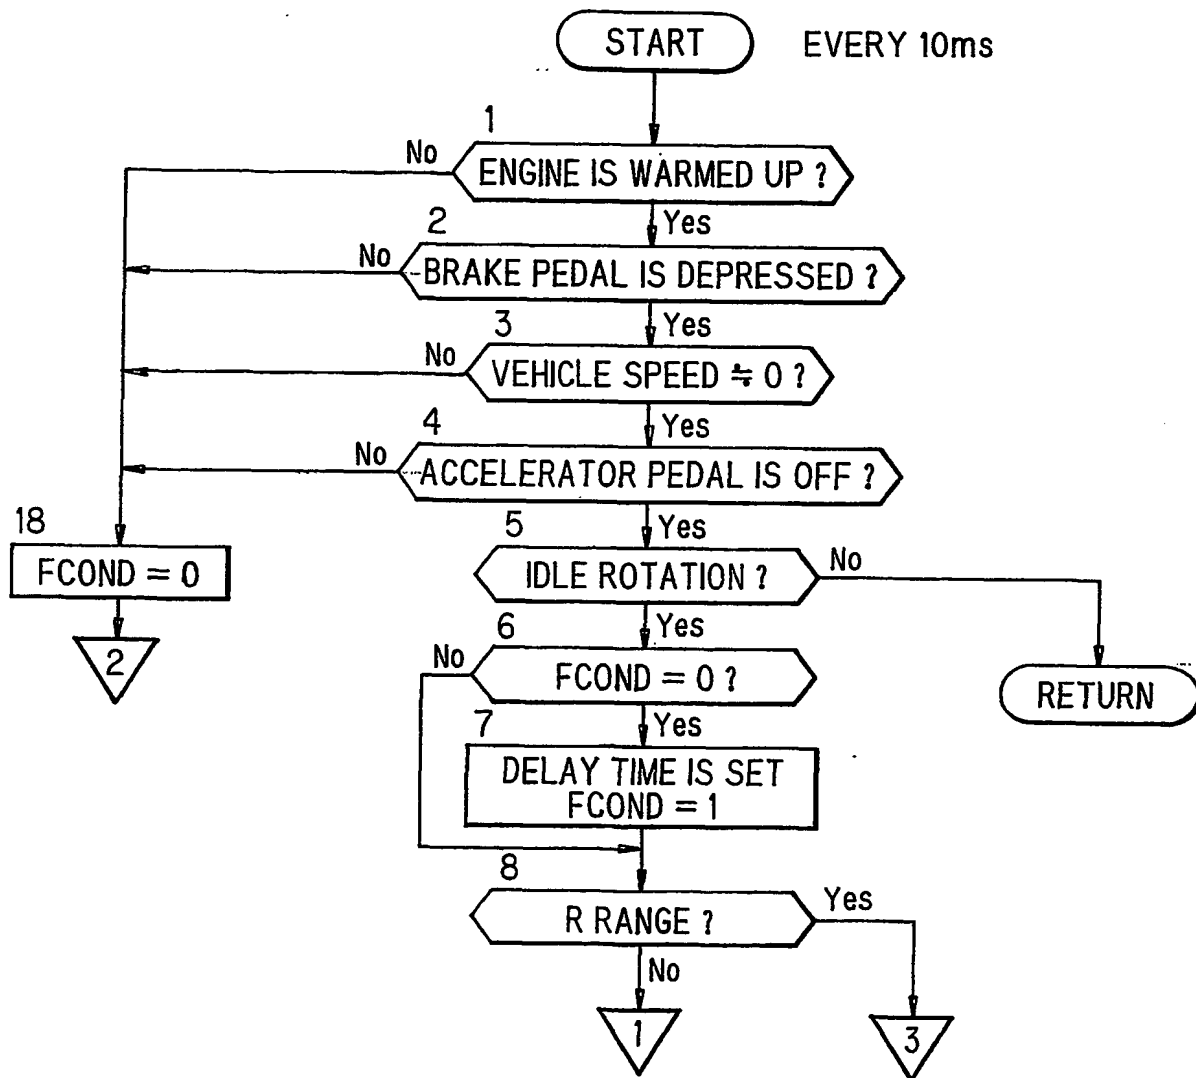 START
EVERY 10ms
1
No
ENGINE IS WARMED UP ?
Yes
2
No
BRAKE PEDAL IS DEPRESSED ?
Yes
3
No
VEHICLE SPEED ≒ 0 ?
Yes
4
No
ACCELERATOR PEDAL IS OFF ?
Yes
18
FCOND = 0
2
5
IDLE ROTATION ?
No
Yes
RETURN
6
No
FCOND = 0 ?
Yes
7
DELAY TIME IS SET
FCOND = 1
8
R RANGE ?
Yes
No
1
3